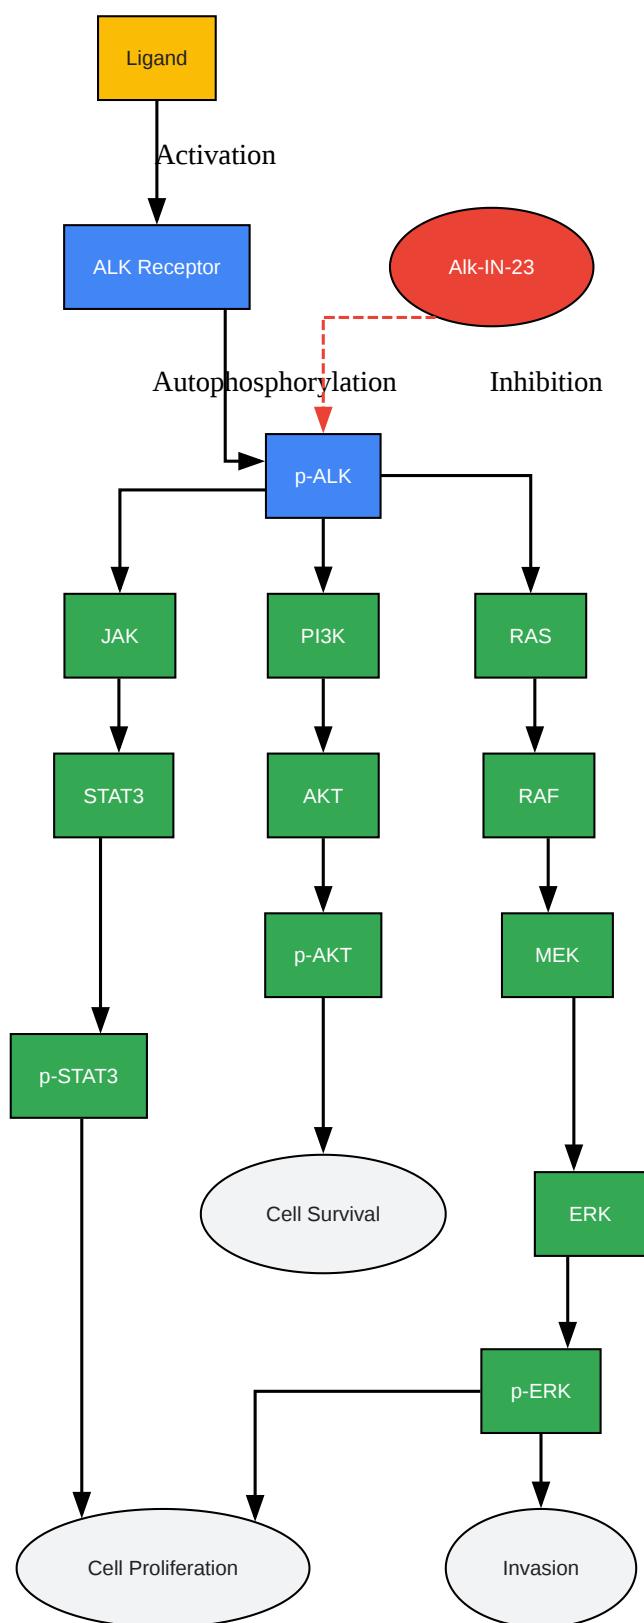 Ligand
Activation
ALK Receptor
Alk-IN-23
Autophosphorylation
Inhibition
p-ALK
JAK
PI3K
RAS
STAT3
AKT
RAF
p-AKT
MEK
p-STAT3
Cell Survival
ERK
p-ERK
Cell Proliferation
Invasion